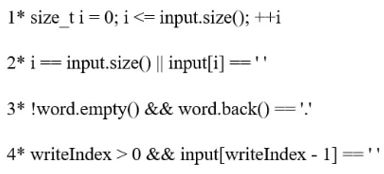 1* size_t i = 0; i <= input.size(); ++i
2* i == input.size() || input[i] == ' '
3* !word.empty() && word.back() == '.'
4* writeIndex > 0 && input[writeIndex - 1] == ' '